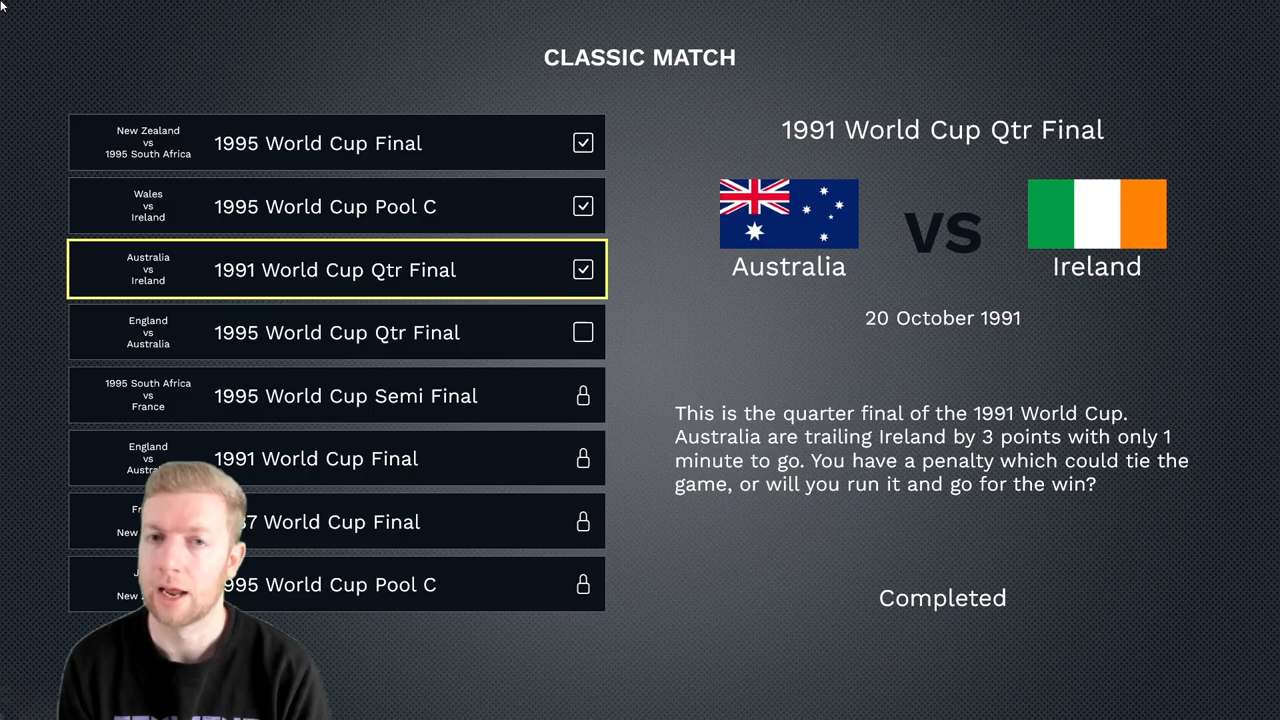 CLASSIC MATCH
New Zealand
vs
1995 South Africa
1995 World Cup Final
Wales
vs
Ireland
1995 World Cup Pool C
Australia
vs
Ireland
1991 World Cup Qtr Final
England
vs
Australia
1995 World Cup Qtr Final
1995 South Africa
vs
France
1995 World Cup Semi Final
England
vs
1991 World Cup Final
New
World Cup Final
New
World Cup Pool C
1991 World Cup Qtr Final
VS
Australia
Ireland
20 October 1991
This is the quarter final of the 1991 World Cup.
Australia are trailing Ireland by 3 points with only 1
minute to go. You have a penalty which could tie the
game, or will you run it and go for the win?
Completed